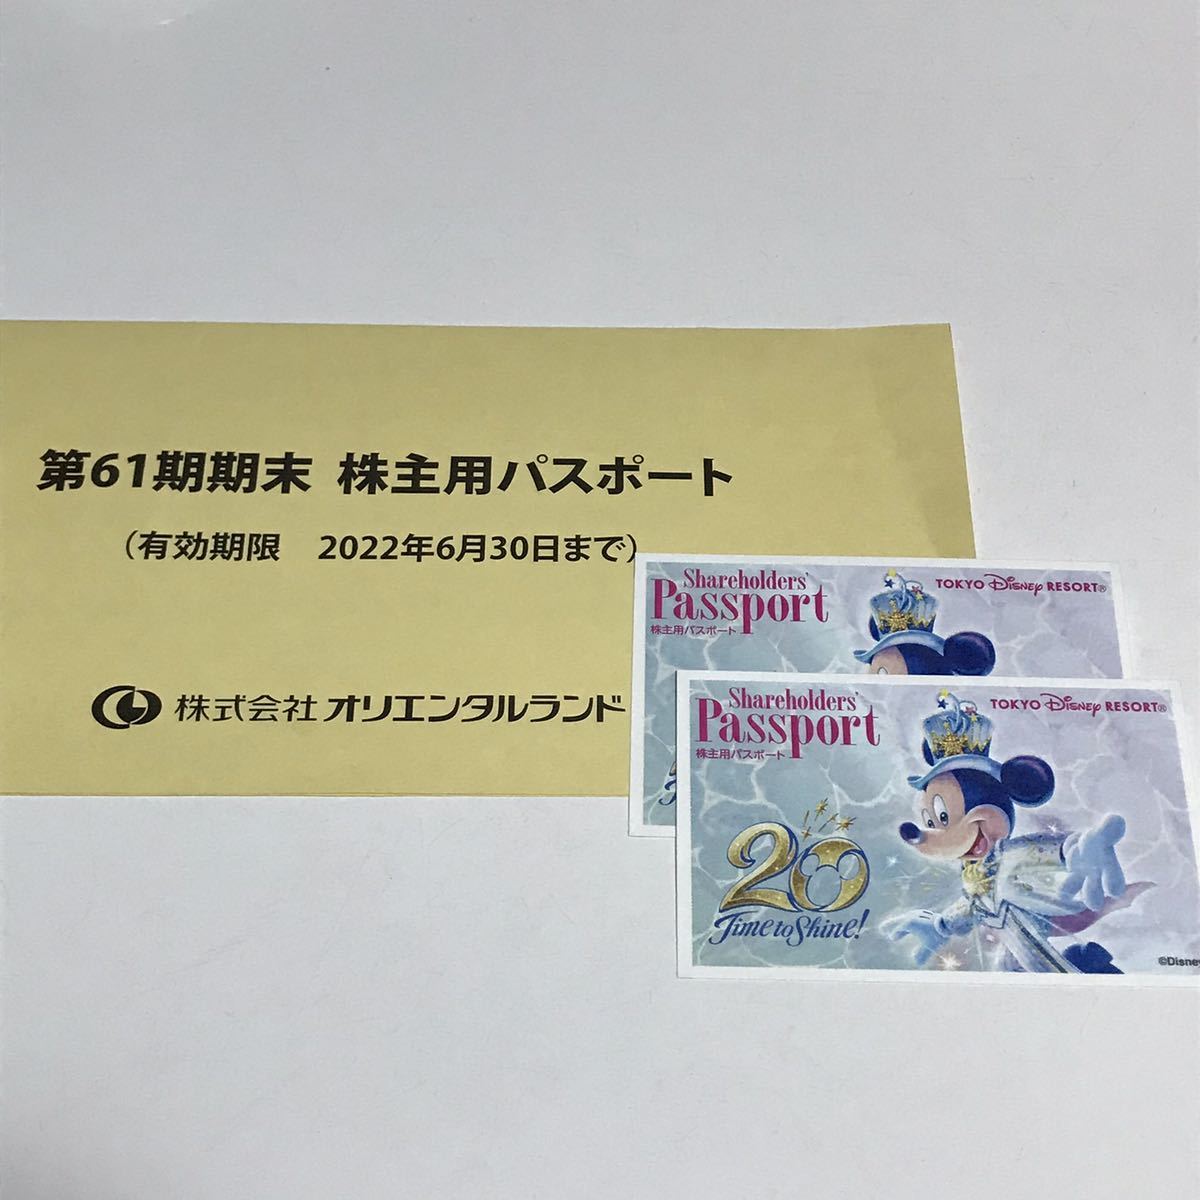 第61期期末 株主用パスポート
(有効期限 2022年6月30日まで)
株式会社オリエンタルランド
Shareholders'
Passport
株主用パスポート
TOKYO Disney RESORT®
Shareholders'
Passport
株主用パスポート
TOKYO Disney RESORT®
20
Time to Shine!
©Disney